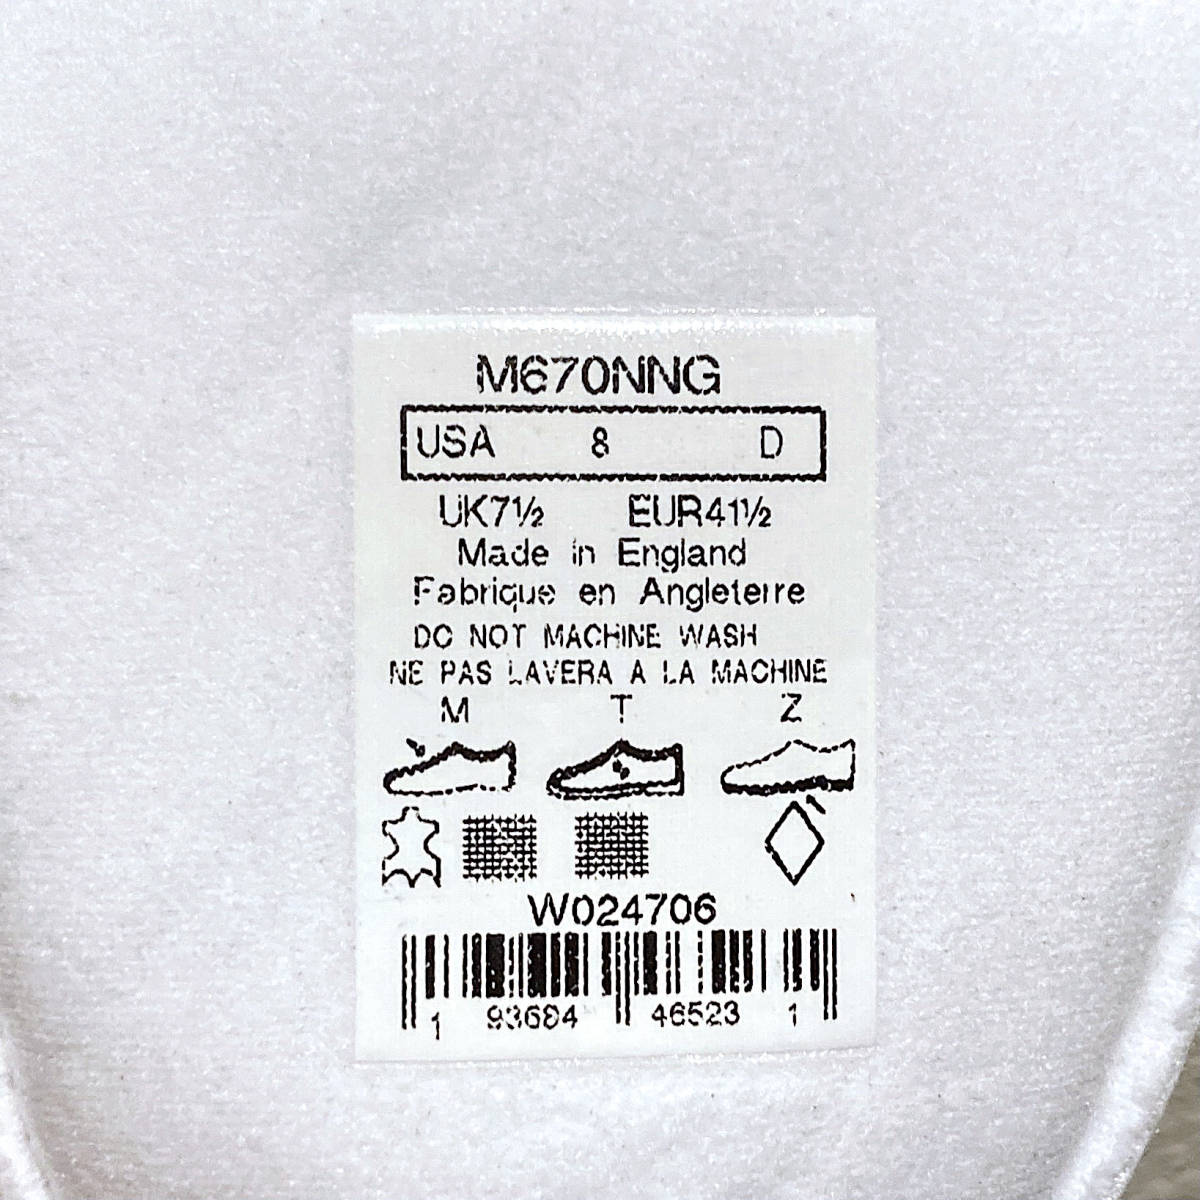 M670NNG
USA 8 D
UK7½ EUR41½
Made in England
Fabrique en Angleterre
DO NOT MACHINE WASH
NE PAS LAVERA A LA MACHINE
M T Z
W024706
1 93684 46523 1